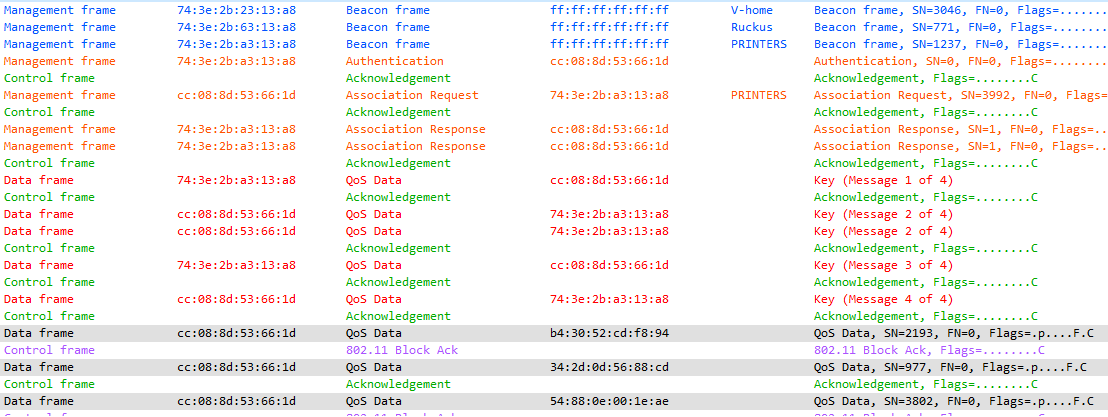 Management frame 74:3e:2b:23:13:a8 Beacon frame ff:ff:ff:ff:ff:ff V-home Beacon frame, SN=3046, FN=0, Flags=........
Management frame 74:3e:2b:63:13:a8 Beacon frame ff:ff:ff:ff:ff:ff Ruckus Beacon frame, SN=771, FN=0, Flags=........
Management frame 74:3e:2b:a3:13:a8 Beacon frame ff:ff:ff:ff:ff:ff PRINTERS Beacon frame, SN=1237, FN=0, Flags=........
Management frame 74:3e:2b:a3:13:a8 Authentication cc:08:8d:53:66:1d Authentication, SN=0, FN=0, Flags=........
Control frame Acknowledgement Acknowledgement, Flags=........C
Management frame cc:08:8d:53:66:1d Association Request 74:3e:2b:a3:13:a8 PRINTERS Association Request, SN=3992, FN=0, Flags=
Control frame Acknowledgement Acknowledgement, Flags=........C
Management frame 74:3e:2b:a3:13:a8 Association Response cc:08:8d:53:66:1d Association Response, SN=1, FN=0, Flags=...
Management frame 74:3e:2b:a3:13:a8 Association Response cc:08:8d:53:66:1d Association Response, SN=1, FN=0, Flags=...
Control frame Acknowledgement Acknowledgement, Flags=........C
Data frame 74:3e:2b:a3:13:a8 QoS Data cc:08:8d:53:66:1d Key (Message 1 of 4)
Control frame Acknowledgement Acknowledgement, Flags=........C
Data frame cc:08:8d:53:66:1d QoS Data 74:3e:2b:a3:13:a8 Key (Message 2 of 4)
Data frame cc:08:8d:53:66:1d QoS Data 74:3e:2b:a3:13:a8 Key (Message 2 of 4)
Control frame Acknowledgement Acknowledgement, Flags=........C
Data frame 74:3e:2b:a3:13:a8 QoS Data cc:08:8d:53:66:1d Key (Message 3 of 4)
Control frame Acknowledgement Acknowledgement, Flags=........C
Data frame cc:08:8d:53:66:1d QoS Data 74:3e:2b:a3:13:a8 Key (Message 4 of 4)
Control frame Acknowledgement Acknowledgement, Flags=........C
Data frame cc:08:8d:53:66:1d QoS Data b4:30:52:cd:f8:94 QoS Data, SN=2193, FN=0, Flags=.p....F.C
Control frame 802.11 Block Ack 802.11 Block Ack, Flags=........C
Data frame cc:08:8d:53:66:1d QoS Data 34:2d:0d:56:88:cd QoS Data, SN=977, FN=0, Flags=.p....F.C
Control frame Acknowledgement Acknowledgement, Flags=........C
Data frame cc:08:8d:53:66:1d QoS Data 54:88:0e:00:1e:ae QoS Data, SN=3802, FN=0, Flags=.p....F.C